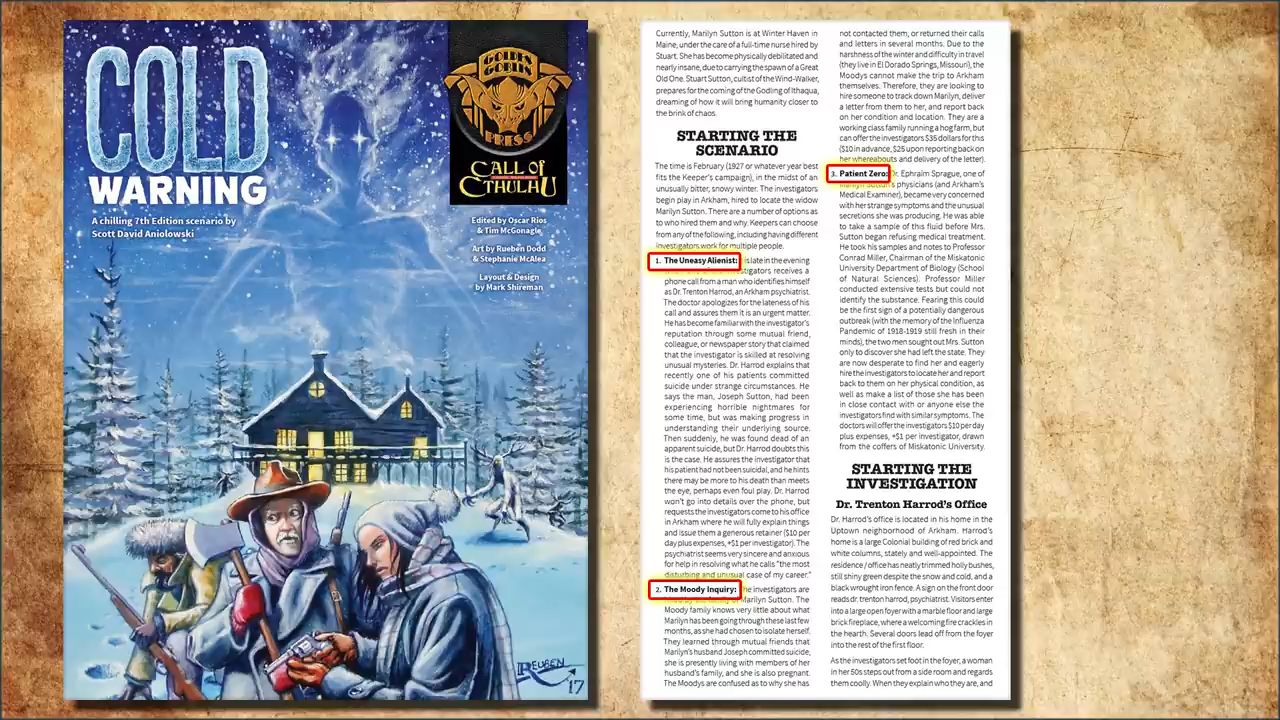 COLD
WARNING
A chilling 7th Edition scenario by
Scott David Aniolowski
GOLDEN
GOBLIN
PRESS
CALL of
CTHULHU
Edited by Oscar Rios
& Tim McGonagle
Art by Rueben Dodd
& Stephanie McAlea
Layout & Design
by Mark Shireman
REUBEN
17
Currently, Marilyn Sutton is at Winter Haven in
Maine, under the care of a full-time nurse hired by
Stuart. She has become physically debilitated and
nearly insane, due to carrying the spawn of a Great
Old One. Stuart Sutton, cultist of the Wind-Walker,
prepares for the coming of the Godling of Ithaqua,
dreaming of how it will bring humanity closer to
the brink of chaos.
STARTING THE
SCENARIO
The time is February (1927 or whatever year best
fits the Keeper's campaign), in the midst of an
unusually bitter, snowy winter. The investigators
begin play in Arkham, hired to locate the widow
Marilyn Sutton. There are a number of options as
to who hired them and why. Keepers can choose
from any of the following, including having different
investigators work for multiple people.
1. The Uneasy Alienist: is late in the evening
investigators receives a
phone call from a man who identifies himself
as Dr. Trenton Harrod, an Arkham psychiatrist.
The doctor apologizes for the lateness of his
call and assures them it is an urgent matter.
He has become familiar with the investigator's
reputation through some mutual friend,
colleague, or newspaper story that claimed
that the investigator is skilled at resolving
unusual mysteries. Dr. Harrod explains that
recently one of his patients committed
suicide under strange circumstances. He
says the man, Joseph Sutton, had been
experiencing horrible nightmares for
some time, but was making progress in
understanding their underlying source.
Then suddenly, he was found dead of an
apparent suicide, but Dr. Harrod doubts this
is the case. He assures the investigator that
his patient had not been suicidal, and he hints
there may be more to his death than meets
the eye, perhaps even foul play. Dr. Harrod
won't go into details over the phone, but
requests the investigators come to his office
in Arkham where he will fully explain things
and issue them a generous retainer ($10 per
day plus expenses, +$1 per investigator). The
psychiatrist seems very sincere and anxious
for help in resolving what he calls "the most
disturbing and unusual case of my career."
2. The Moody Inquiry: he investigators are
Marilyn Sutton. The
Moody family knows very little about what
Marilyn has been going through these last few
months, as she had chosen to isolate herself.
They learned through mutual friends that
Marilyn's husband Joseph committed suicide,
she is presently living with members of her
husband's family, and she is also pregnant.
The Moodys are confused as to why she has
not contacted them, or returned their calls
and letters in several months. Due to the
harshness of the winter and difficulty in travel
(they live in El Dorado Springs, Missouri), the
Moodys cannot make the trip to Arkham
themselves. Therefore, they are looking to
hire someone to track down Marilyn, deliver
a letter from them to her, and report back
on her condition and location. They are a
working class family running a hog farm, but
can offer the investigators $35 dollars for this
($10 in advance, $25 upon reporting back on
her whereabouts and delivery of the letter).
3. Patient Zero: Dr. Ephraim Sprague, one of
Marilyn Sutton's physicians (and Arkham's
Medical Examiner), became very concerned
with her strange symptoms and the unusual
secretions she was producing. He was able
to take a sample of this fluid before Mrs.
Sutton began refusing medical treatment.
He took his samples and notes to Professor
Conrad Miller, Chairman of the Miskatonic
University Department of Biology (School
of Natural Sciences). Professor Miller
conducted extensive tests but could not
identify the substance. Fearing this could
be the first sign of a potentially dangerous
outbreak (with the memory of the Influenza
Pandemic of 1918-1919 still fresh in their
minds), the two men sought out Mrs. Sutton
only to discover she had left the state. They
are now desperate to find her and eagerly
hire the investigators to locate her and report
back to them on her physical condition, as
well as make a list of those she has been
in close contact with or anyone else the
investigators find with similar symptoms. The
doctors will offer the investigators $10 per day
plus expenses, +$1 per investigator, drawn
from the coffers of Miskatonic University.
STARTING THE
INVESTIGATION
Dr. Trenton Harrod's Office
Dr. Harrod's office is located in his home in the
Uptown neighborhood of Arkham. Harrod's
home is a large Colonial building of red brick and
white columns, stately and well-appointed. The
residence / office has neatly trimmed holly bushes,
still shiny green despite the snow and cold, and a
black wrought iron fence. A sign on the front door
reads dr. trenton harrod, psychiatrist. Visitors enter
into a large open foyer with a marble floor and large
brick fireplace, where a welcoming fire crackles in
the hearth. Several doors lead off from the foyer
into the rest of the first floor.
As the investigators set foot in the foyer, a woman
in her 50s steps out from a side room and regards
them coolly. When they explain who they are, and